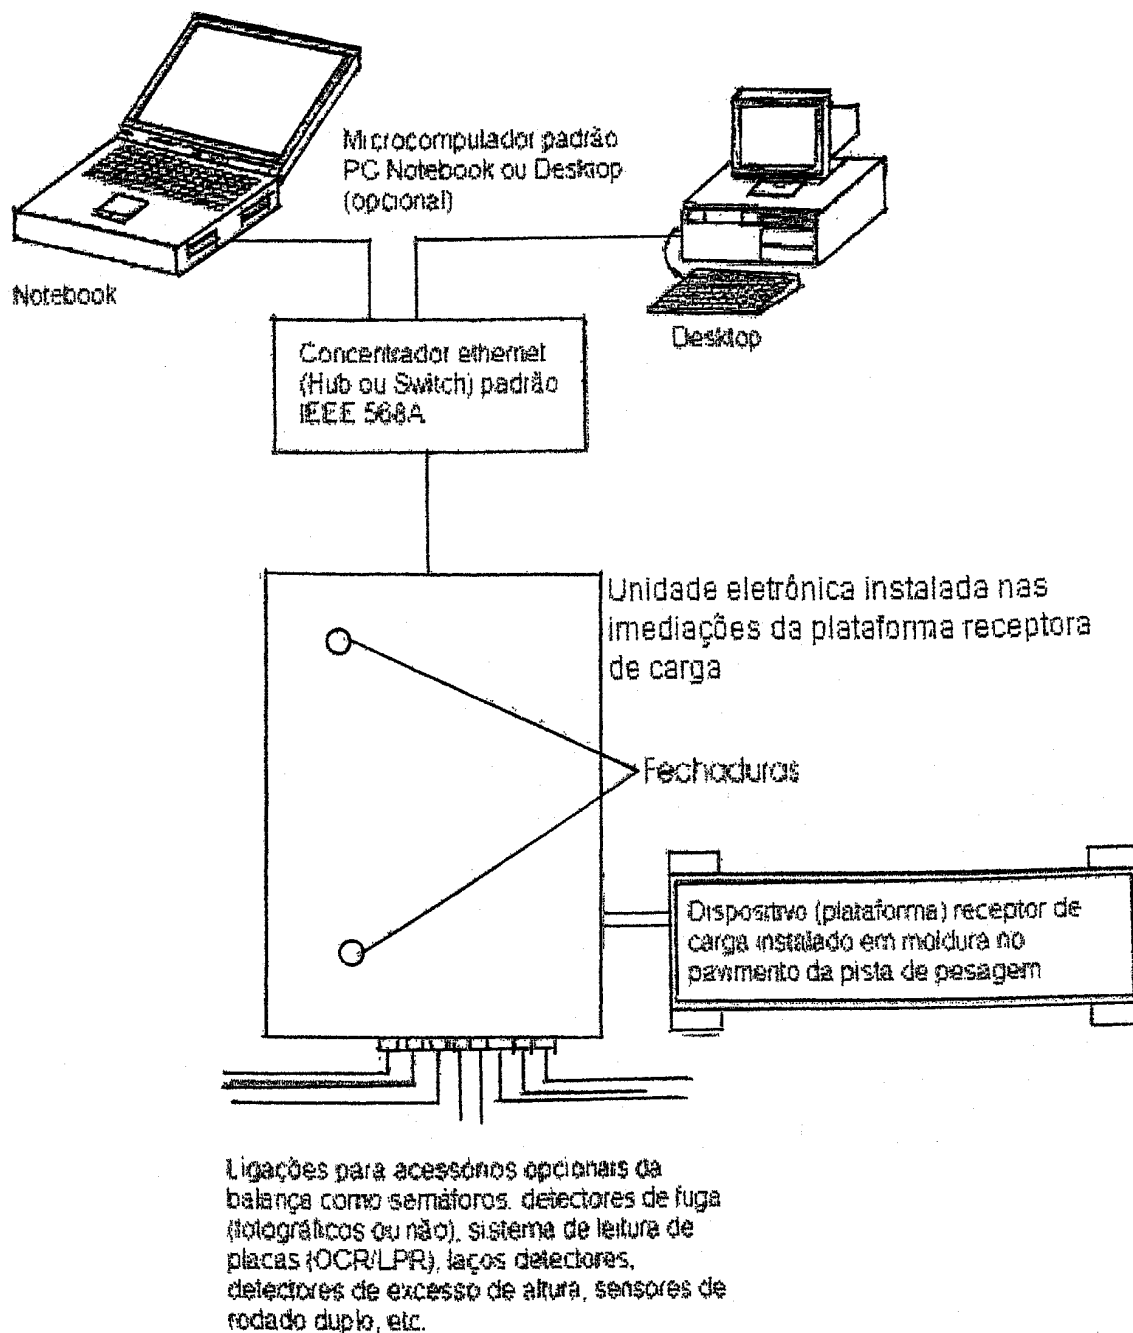 Microcomputador padrão
PC Notebook ou Desktop
(opcional)
Notebook
Desktop
Concentrador ethernet
(Hub ou Switch) padrão
IEEE 568A
Unidade eletrônica instalada nas
imediações da plataforma receptora
de carga
Fechaduras
Dispositivo (plataforma) receptor de
carga instalado em moldura no
pavimento da pista de pesagem
Ligações para acessórios opcionais da
balança como semáforos. detectores de fuga
(fotográficos ou não), sistema de leitura de
placas (OCR/LPR), laços detectores,
detectores de excesso de altura, sensores de
rodado duplo, etc.